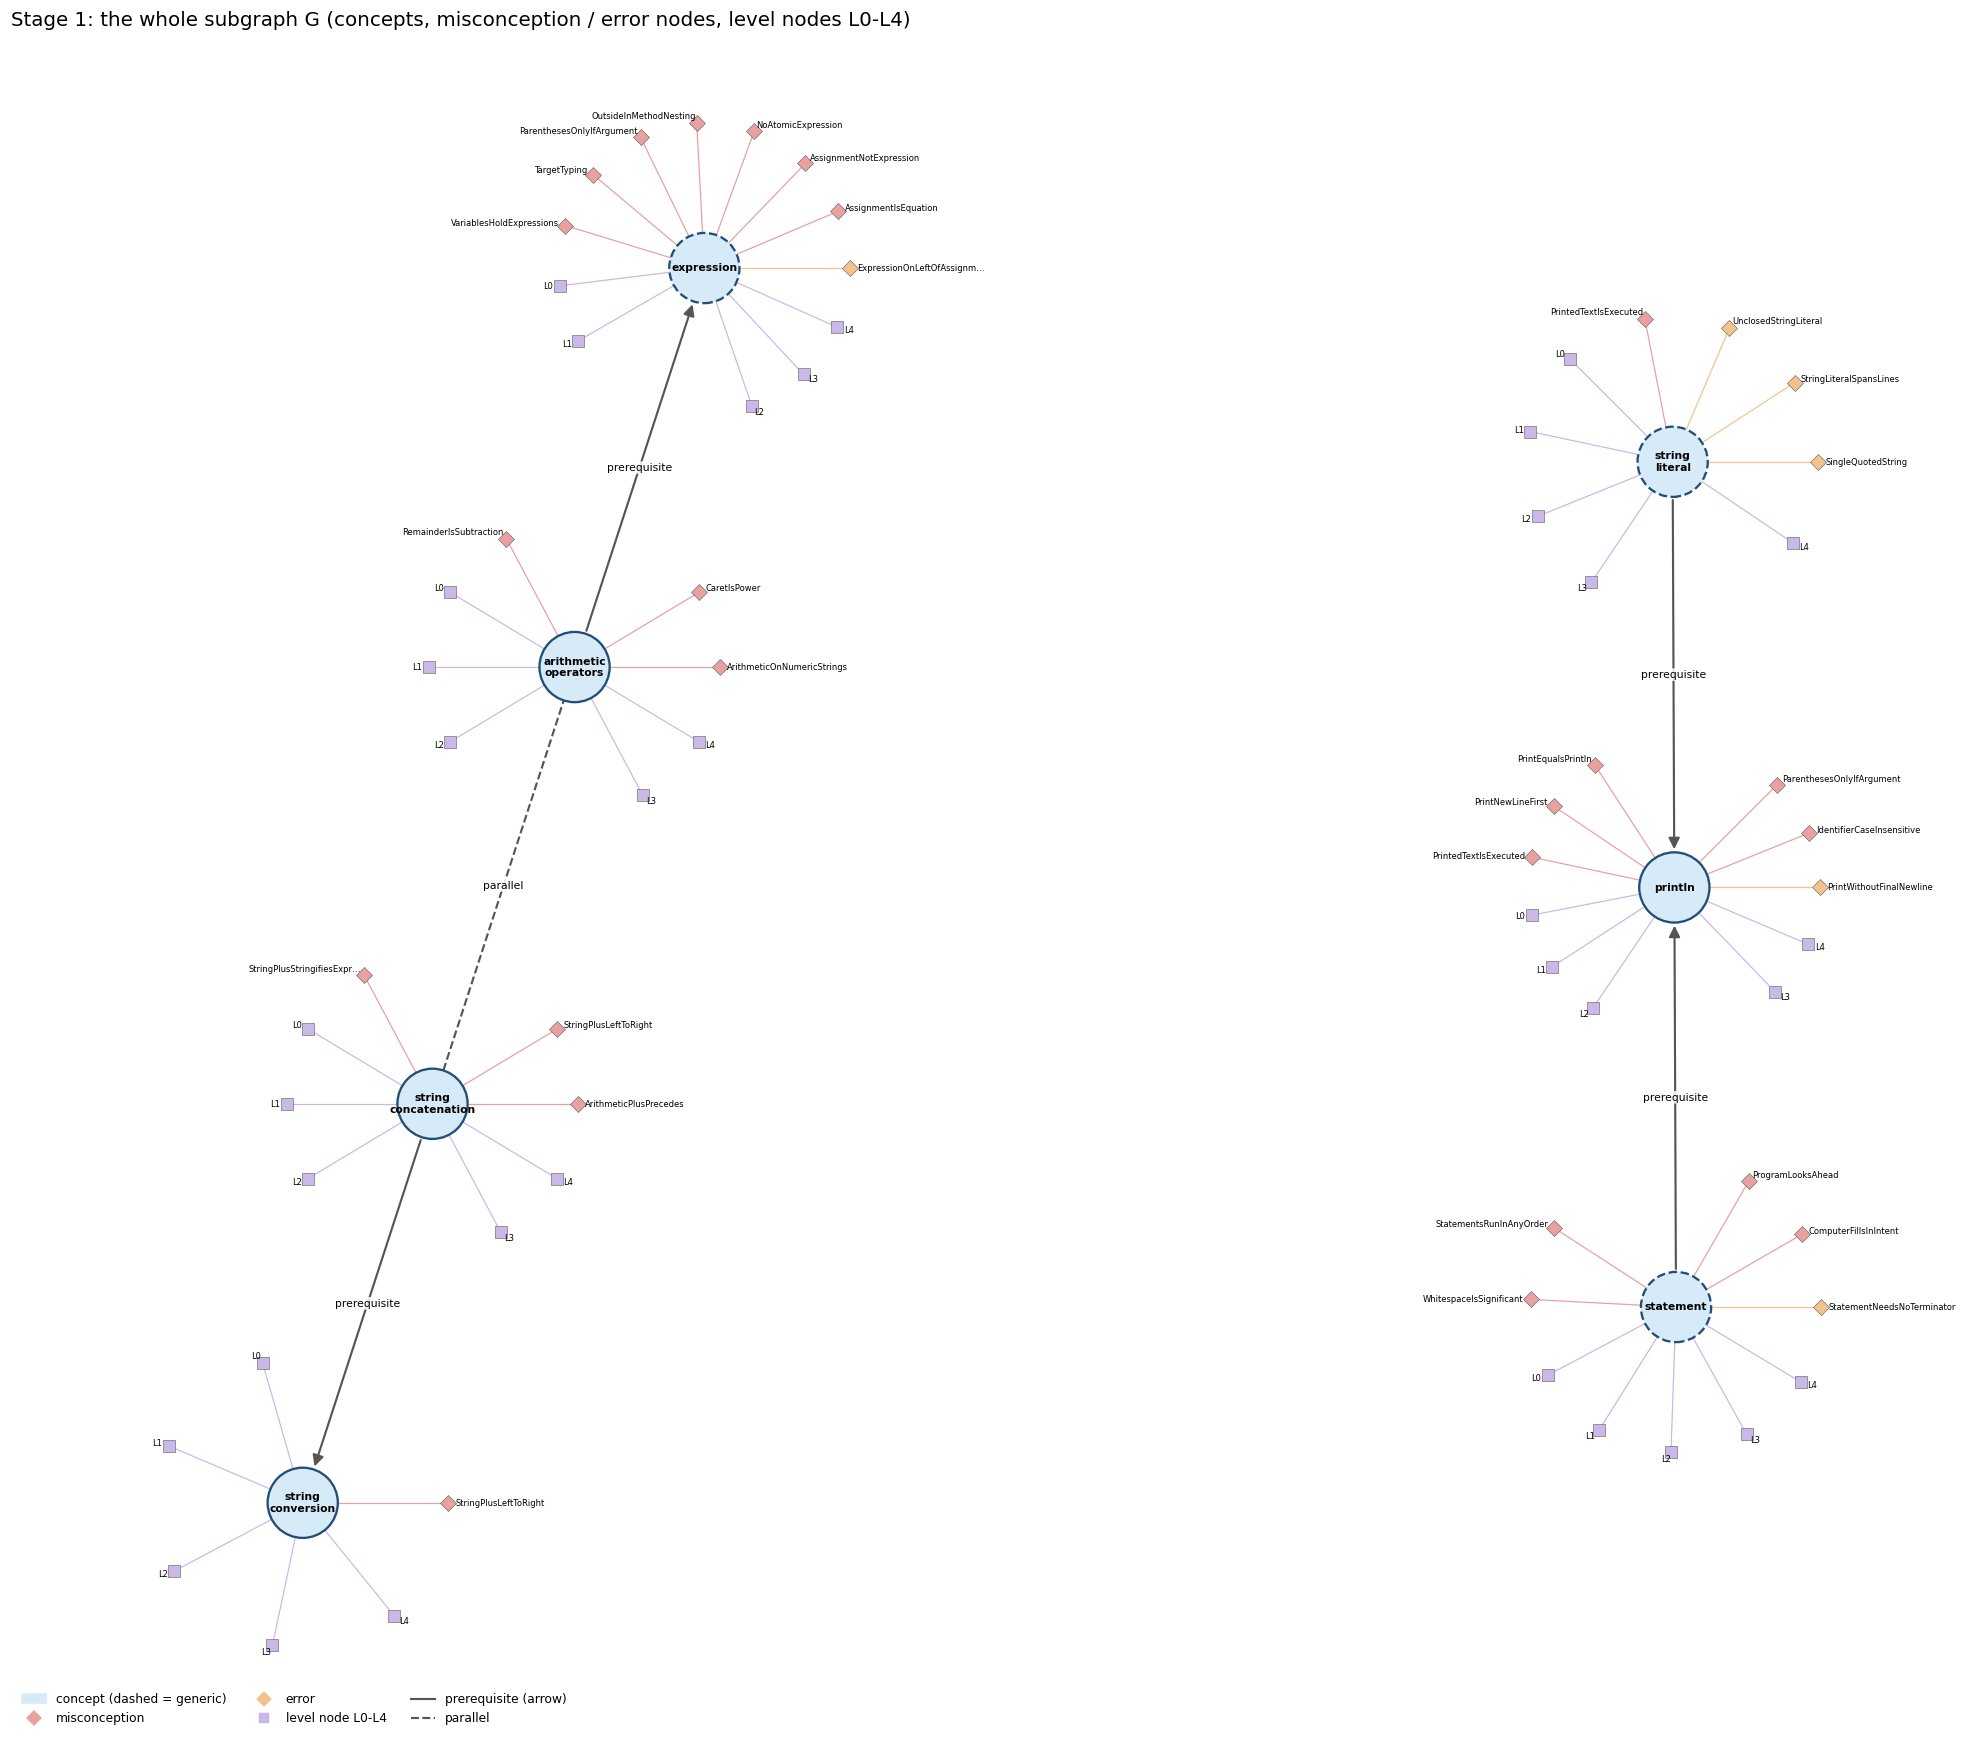 Stage 1: the whole subgraph G (concepts, misconception / error nodes, level nodes L0-L4)
OutsideInMethodNesting
ParenthesesOnlyIfArgument
NoAtomicExpression
TargetTyping
AssignmentNotExpression
VariablesHoldExpressions
AssignmentIsEquation
expression
ExpressionOnLeftOfAssignm...
L0
L1
L2
L3
L4
prerequisite
RemainderIsSubtraction
CaretIsPower
arithmetic
operators
ArithmeticOnNumericStrings
L0
L1
L2
L3
L4
parallel
StringPlusStringifiesExpr...
StringPlusLeftToRight
string
concatenation
ArithmeticPlusPrecedes
L0
L1
L2
L3
L4
prerequisite
string
conversion
StringPlusLeftToRight
L0
L1
L2
L3
L4
PrintedTextIsExecuted
UnclosedStringLiteral
StringLiteralSpansLines
string
literal
SingleQuotedString
L0
L1
L2
L3
L4
prerequisite
PrintEqualsPrintln
PrintNewLineFirst
PrintedTextIsExecuted
ParenthesesOnlyIfArgument
IdentifierCaseInsensitive
println
PrintWithoutFinalNewline
L0
L1
L2
L3
L4
prerequisite
ProgramLooksAhead
StatementsRunInAnyOrder
ComputerFillsInIntent
WhitespaceIsSignificant
statement
StatementNeedsNoTerminator
L0
L1
L2
L3
L4
concept (dashed = generic)
misconception
error
level node L0-L4
prerequisite (arrow)
parallel